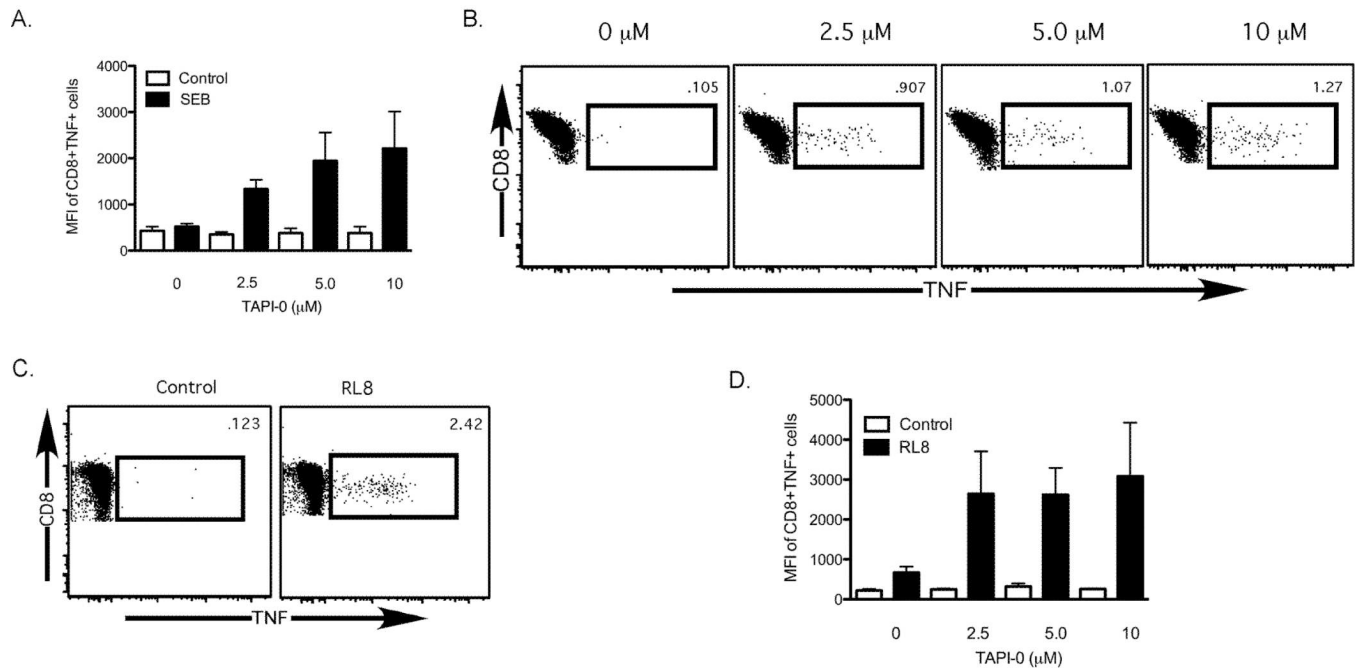 A.
MFI of CD8+TNF+ cells
4000
3000
2000
1000
0
Control
SEB
0 2.5 5.0 10
TAPI-0 (μM)
B.
0 μM 2.5 μM 5.0 μM 10 μM
.105 .907 1.07 1.27
CD8
TNF
C.
Control RL8
.123 2.42
CD8
TNF
D.
MFI of CD8+TNF+ cells
5000
4000
3000
2000
1000
0
Control
RL8
0 2.5 5.0 10
TAPI-0 (μM)